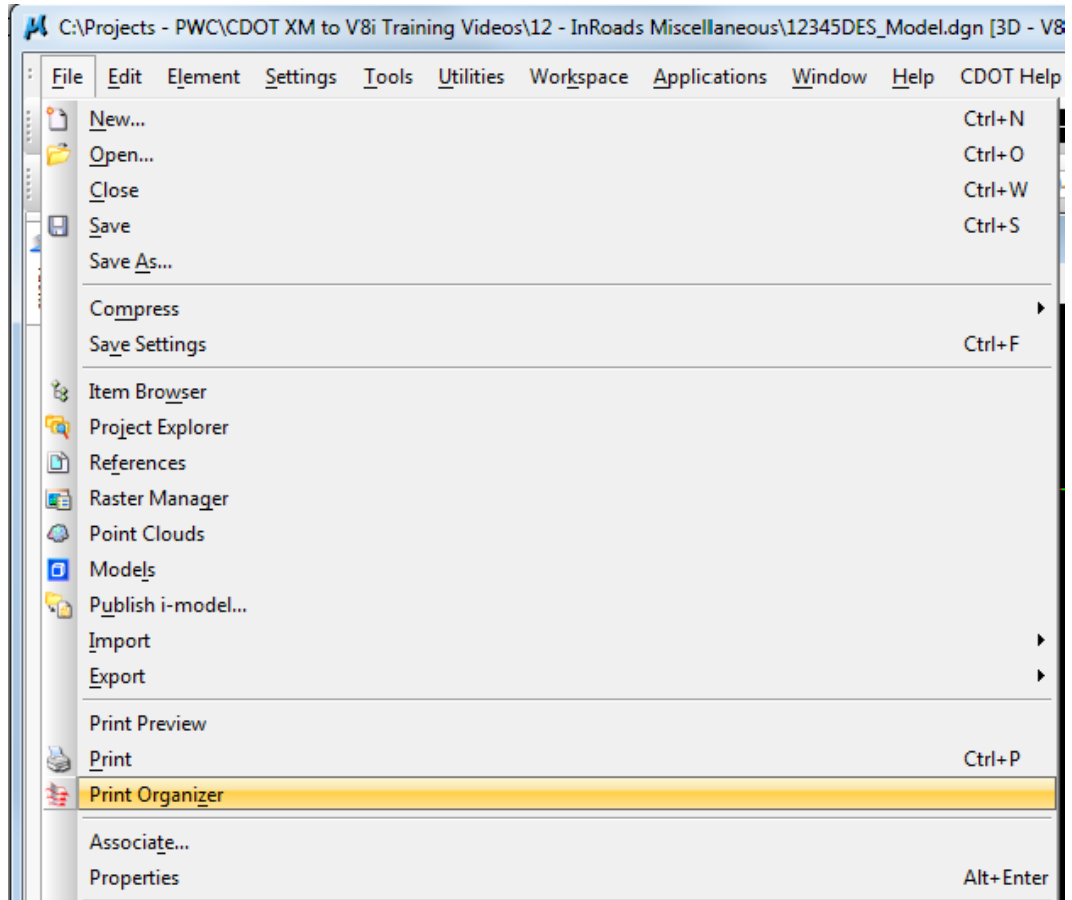 C:\Projects - PWC\CDOT XM to V8i Training Videos\12 - InRoads Miscellaneous\12345DES_Model.dgn [3D - V8
File Edit Element Settings Tools Utilities Workspace Applications Window Help CDOT Help
New... Ctrl+N
Open... Ctrl+O
Close Ctrl+W
Save Ctrl+S
Save As...
Compress
Save Settings Ctrl+F
Item Browser
Project Explorer
References
Raster Manager
Point Clouds
Models
Publish i-model...
Import
Export
Print Preview
Print Ctrl+P
Print Organizer
Associate...
Properties Alt+Enter